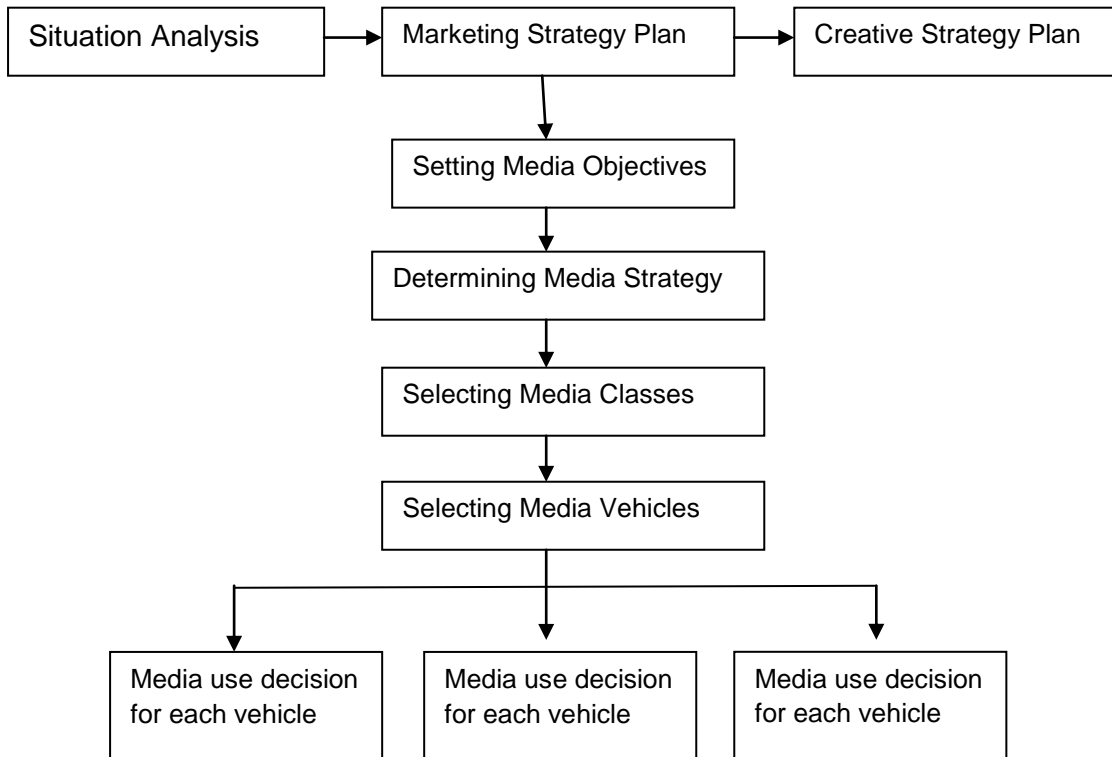 Situation Analysis
Marketing Strategy Plan
Creative Strategy Plan
Setting Media Objectives
Determining Media Strategy
Selecting Media Classes
Selecting Media Vehicles
Media use decision
for each vehicle
Media use decision
for each vehicle
Media use decision
for each vehicle